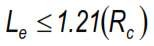 Lₑ ≤ 1.21(R꜀)